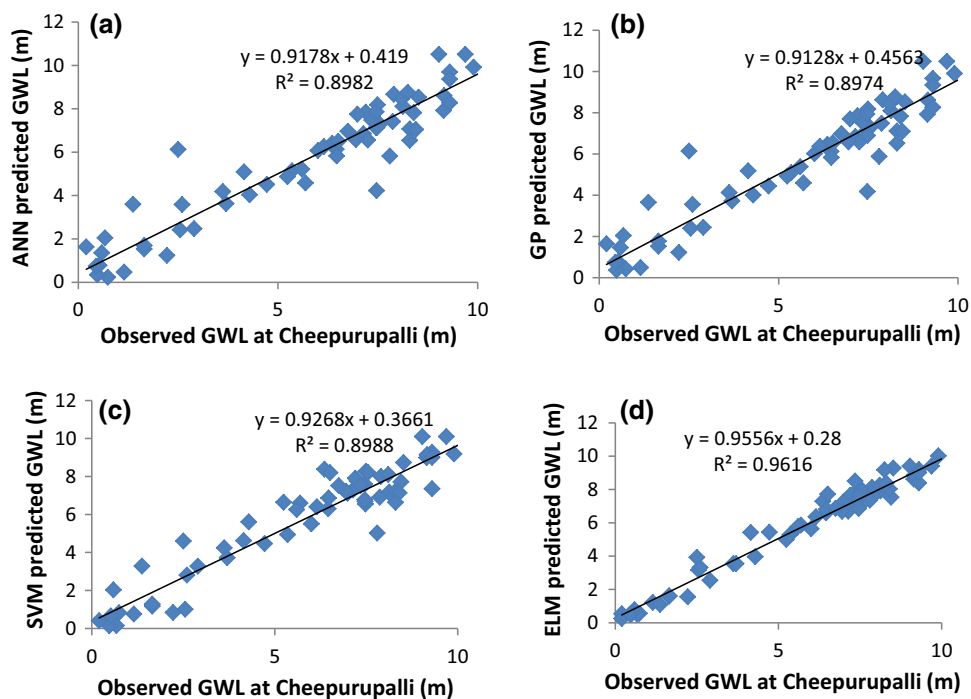 (a)
y = 0.9178x + 0.419
R² = 0.8982
ANN predicted GWL (m)
12
10
8
6
4
2
0
0 5 10
Observed GWL at Cheepurupalli (m)
(b)
y = 0.9128x + 0.4563
R² = 0.8974
GP predicted GWL (m)
12
10
8
6
4
2
0
0 5 10
Observed GWL at Cheepurupalli (m)
(c)
y = 0.9268x + 0.3661
R² = 0.8988
SVM predicted GWL (m)
12
10
8
6
4
2
0
0 5 10
Observed GWL at Cheepurupalli (m)
(d)
y = 0.9556x + 0.28
R² = 0.9616
ELM predicted GWL (m)
12
10
8
6
4
2
0
0 5 10
Observed GWL at Cheepurupalli (m)